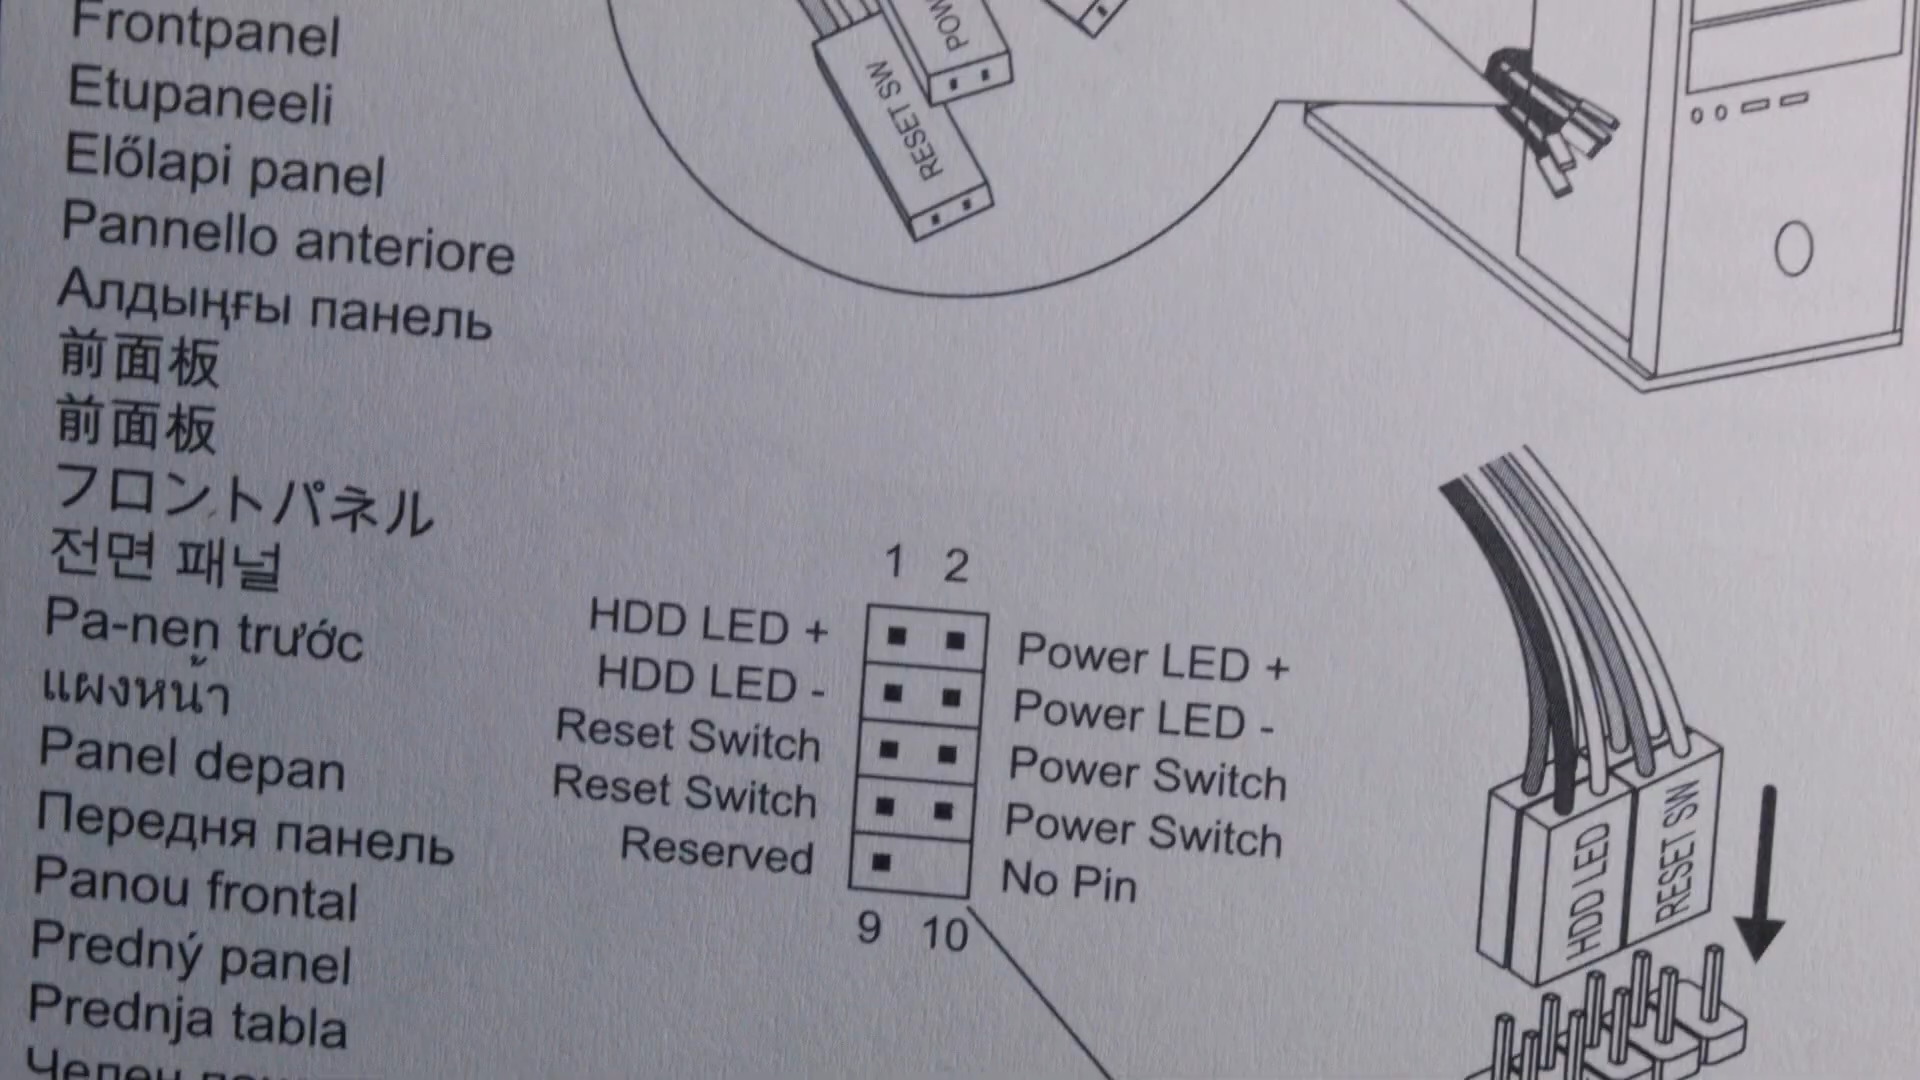 Frontpanel
Etupaneeli
Előlapi panel
Pannello anteriore
Алдыңғы панель
前面板
前面板
フロントパネル
전면 패널
Pa-nen trước
แผงหน้า
Panel depan
Передня панель
Panou frontal
Predný panel
Prednja tabla
RESET SW
1 2
HDD LED + Power LED +
HDD LED - Power LED -
Reset Switch Power Switch
Reset Switch Power Switch
Reserved No Pin
9 10
HDD LED
RESET SW